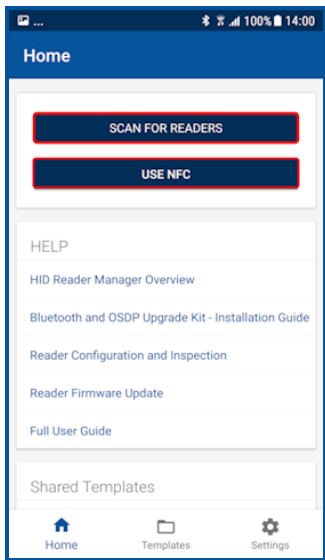 ... 100% 14:00
Home
SCAN FOR READERS
USE NFC
HELP
HID Reader Manager Overview
Bluetooth and OSDP Upgrade Kit - Installation Guide
Reader Configuration and Inspection
Reader Firmware Update
Full User Guide
Shared Templates
Home Templates Settings